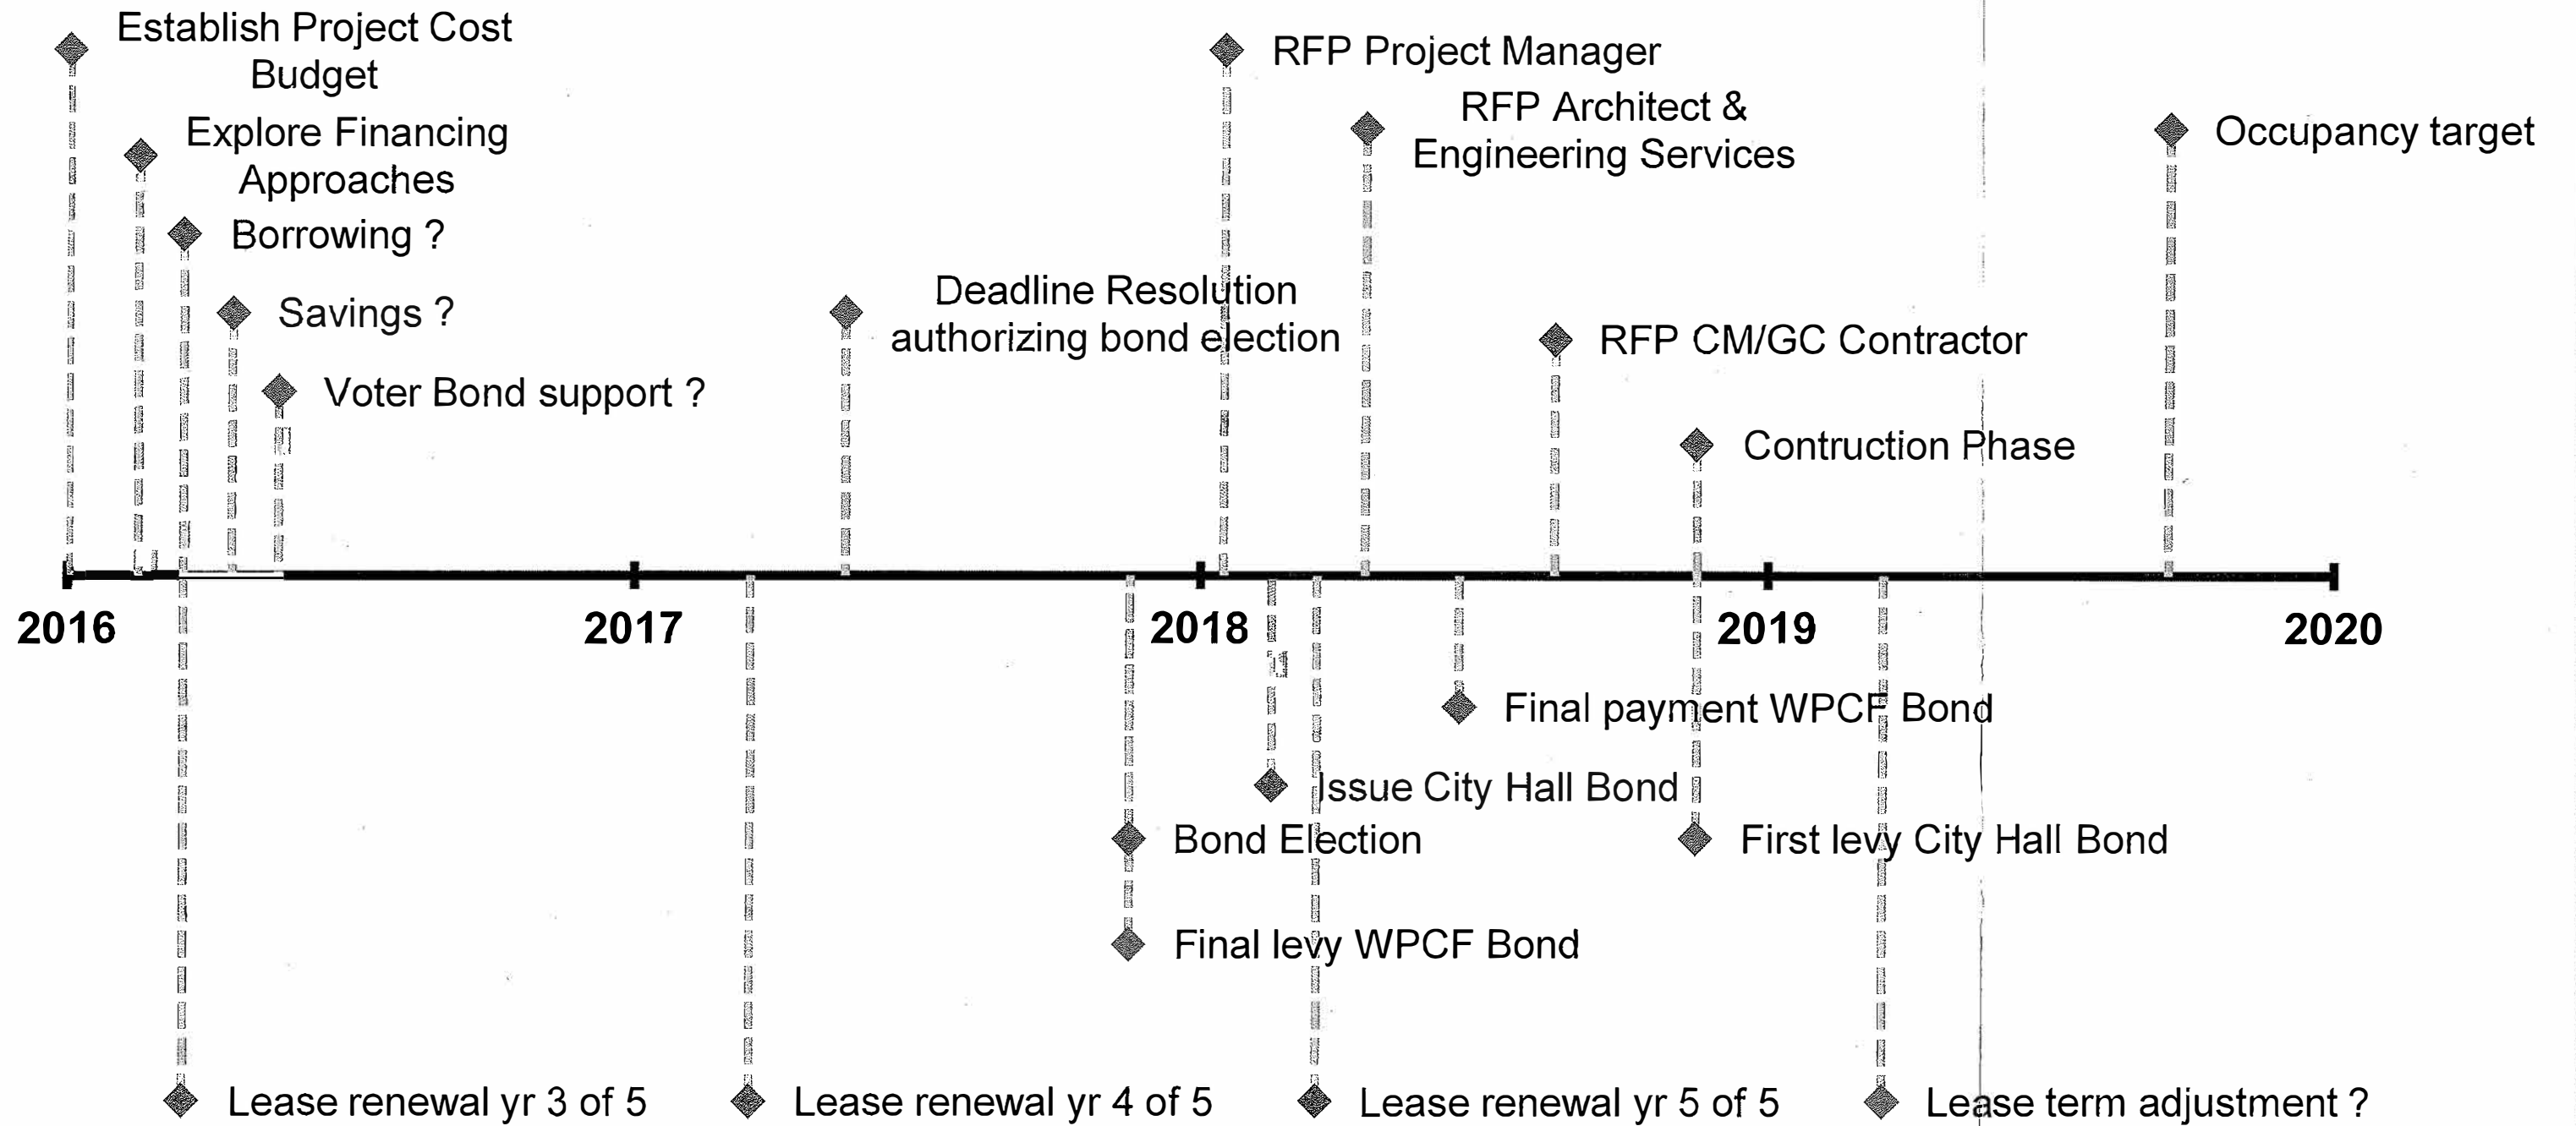 Establish Project Cost
Budget
Explore Financing
Approaches
Borrowing ?
Savings ?
Voter Bond support ?
Deadline Resolution
authorizing bond election
RFP Project Manager
RFP Architect &
Engineering Services
RFP CM/GC Contractor
Contruction Phase
Occupancy target
2016
2017
2018
2019
2020
Final payment WPCF Bond
Issue City Hall Bond
Bond Election
First levy City Hall Bond
Final levy WPCF Bond
Lease renewal yr 3 of 5
Lease renewal yr 4 of 5
Lease renewal yr 5 of 5
Lease term adjustment ?